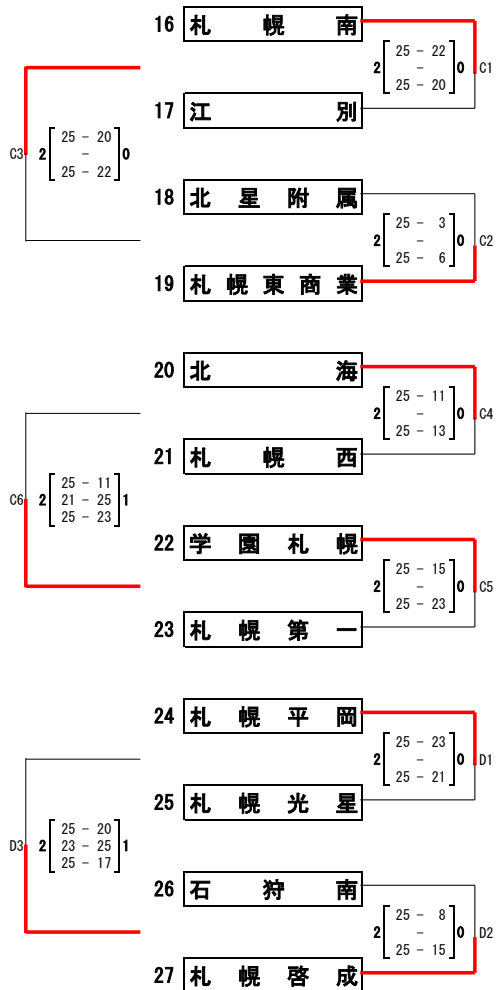 16 札幌南
25 - 22
2 - 0 C1
25 - 20
17 江別
25 - 20
C3 2 - 0
25 - 22
18 北星附属
25 - 3
2 - 0 C2
25 - 6
19 札幌東商業
20 北海
25 - 11
2 - 0 C4
25 - 13
21 札幌西
25 - 11
C6 2 21 - 25 1
25 - 23
22 学園札幌
25 - 15
2 - 0 C5
25 - 23
23 札幌第一
24 札幌平岡
25 - 23
2 - 0 D1
25 - 21
25 札幌光星
25 - 20
D3 2 23 - 25 1
25 - 17
26 石狩南
25 - 8
2 - 0 D2
25 - 15
27 札幌啓成